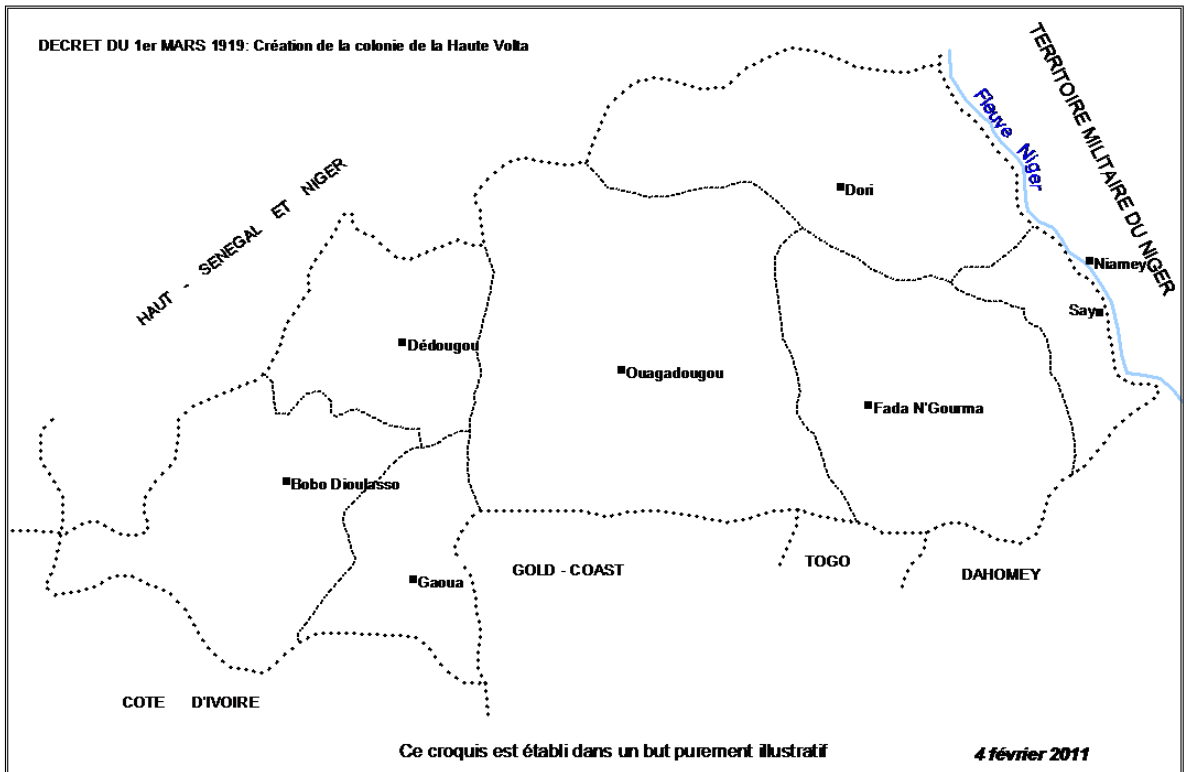 DECRET DU 1er MARS 1919: Création de la colonie de la Haute Volta
TERRITOIRE MILITAIRE DU NIGER
Fleuve Niger
HAUT - SENEGAL ET NIGER
Dori
Niamey
Say
Dédougou
Ouagadougou
Fada N'Gourma
Bobo Dioulasso
Gaoua
GOLD - COAST
TOGO
DAHOMEY
COTE D'IVOIRE
Ce croquis est établi dans un but purement illustratif
4 février 2011